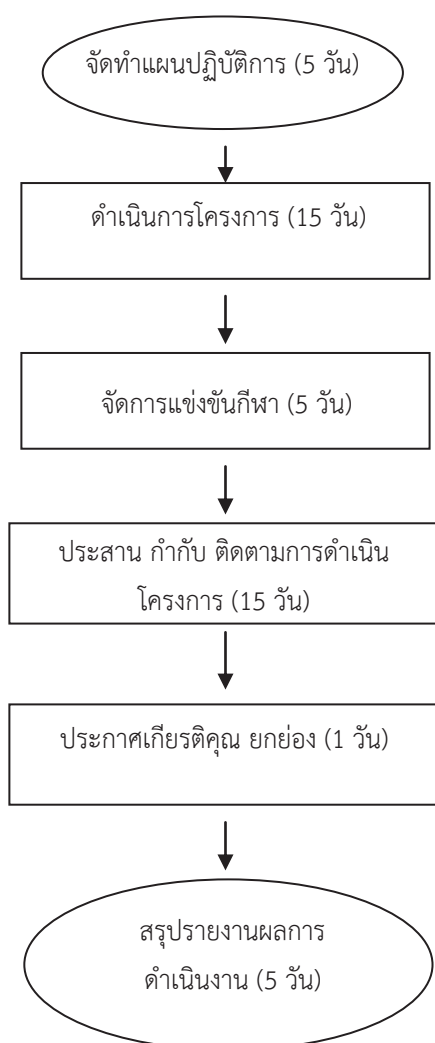 จัดทำแผนปฏิบัติการ (5 วัน)
ดำเนินการโครงการ (15 วัน)
จัดการแข่งขันกีฬา (5 วัน)
ประสาน กำกับ ติดตามการดำเนิน
โครงการ (15 วัน)
ประกาศเกียรติคุณ ยกย่อง (1 วัน)
สรุปรายงานผลการ
ดำเนินงาน (5 วัน)